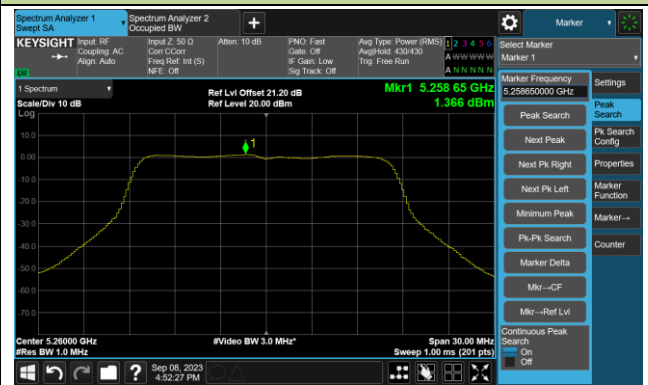 Spectrum Analyzer 1
Swept SA
Spectrum Analyzer 2
Occupied BW
Marker
KEYSIGHT
Input: RF
Coupling: AC
Align: Auto
Input Z: 50 Ω
Corr CCorr
Freq Ref: Int (S)
NFE: Off
Atten: 10 dB
PNO: Fast
Gate: Off
IF Gain: Low
Sig Track: Off
Avg Type: Power (RMS)
Avg|Hold: 430/430
Trig: Free Run
1 2 3 4 5 6
A W W W W W
A N N N N N
Select Marker
Marker 1
1 Spectrum
Scale/Div 10 dB
Log
Ref Lvl Offset 21.20 dB
Ref Level 20.00 dBm
Mkr1 5.258 65 GHz
1.366 dBm
10.0
0.00
-10.0
-20.0
-30.0
-40.0
-50.0
-60.0
-70.0
1
Center 5.26000 GHz
#Res BW 1.0 MHz
#Video BW 3.0 MHz*
Span 30.00 MHz
Sweep 1.00 ms (201 pts)
Marker Frequency
5.258650000 GHz
Peak Search
Next Peak
Next Pk Right
Next Pk Left
Minimum Peak
Pk-Pk Search
Marker Delta
Mkr→CF
Mkr→Ref Lvl
Continuous Peak
Search
On
Off
Settings
Peak
Search
Pk Search
Config
Properties
Marker
Function
Marker→
Counter
Sep 08, 2023
4:52:27 PM